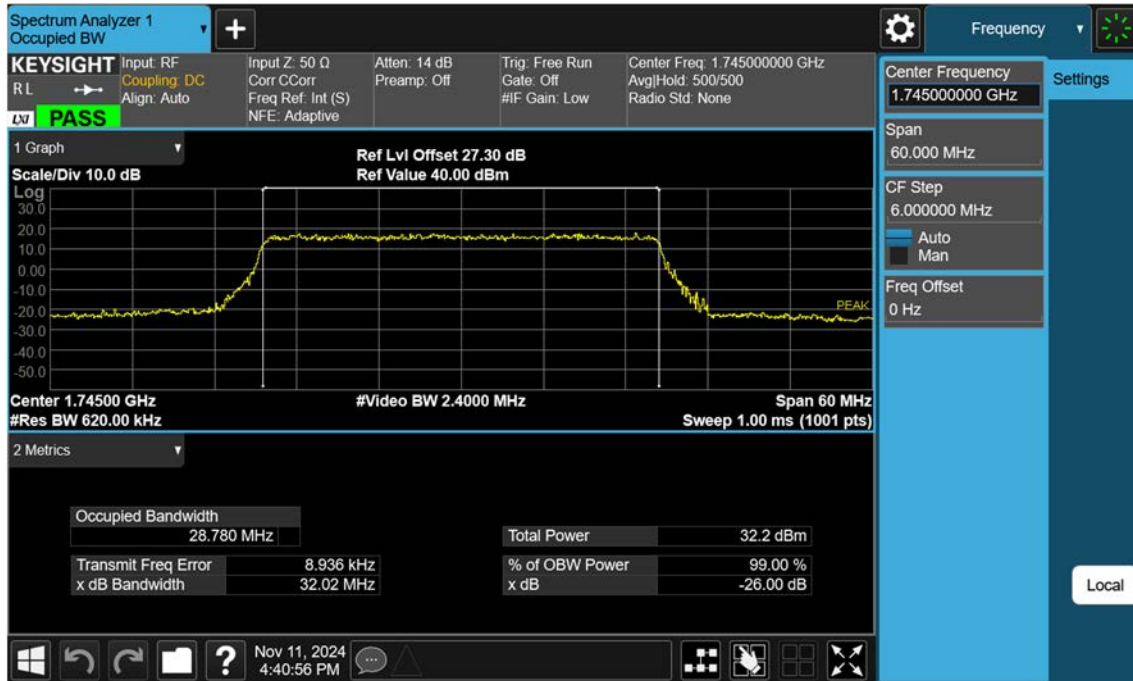 Spectrum Analyzer 1
Occupied BW
Frequency
KEYSIGHT
R L
LXI
PASS
Input: RF
Coupling: DC
Align: Auto
Input Z: 50 Ω
Corr CCorr
Freq Ref: Int (S)
NFE: Adaptive
Atten: 14 dB
Preamp: Off
Trig: Free Run
Gate: Off
#IF Gain: Low
Center Freq: 1.745000000 GHz
Avg|Hold: 500/500
Radio Std: None
Center Frequency
1.745000000 GHz
Settings
Span
60.000 MHz
CF Step
6.000000 MHz
Auto
Man
Freq Offset
0 Hz
Local
1 Graph
Scale/Div 10.0 dB
Ref Lvl Offset 27.30 dB
Ref Value 40.00 dBm
Log
30.0
20.0
10.0
0.00
-10.0
-20.0
-30.0
-40.0
-50.0
PEAK
Center 1.74500 GHz
#Video BW 2.4000 MHz
Span 60 MHz
#Res BW 620.00 kHz
Sweep 1.00 ms (1001 pts)
2 Metrics
Occupied Bandwidth
28.780 MHz
Total Power 32.2 dBm
Transmit Freq Error 8.936 kHz
% of OBW Power 99.00 %
x dB Bandwidth 32.02 MHz
x dB -26.00 dB
Nov 11, 2024
4:40:56 PM